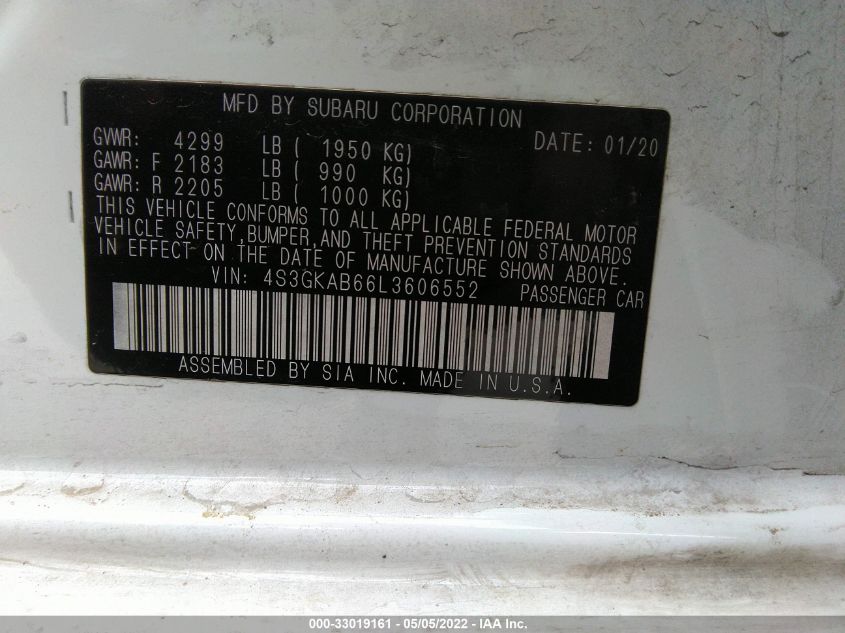 MFD BY SUBARU CORPORATION
GVWR: 4299 LB ( 1950 KG) DATE: 01/20
GAWR: F 2183 LB ( 990 KG)
GAWR: R 2205 LB ( 1000 KG)
THIS VEHICLE CONFORMS TO ALL APPLICABLE FEDERAL MOTOR
VEHICLE SAFETY,BUMPER,AND THEFT PREVENTION STANDARDS
IN EFFECT ON THE DATE OF MANUFACTURE SHOWN ABOVE.
VIN: 4S3GKAB66L3606552 PASSENGER CAR
ASSEMBLED BY SIA INC. MADE IN U.S.A.
000-33019161 - 05/05/2022 - IAA Inc.